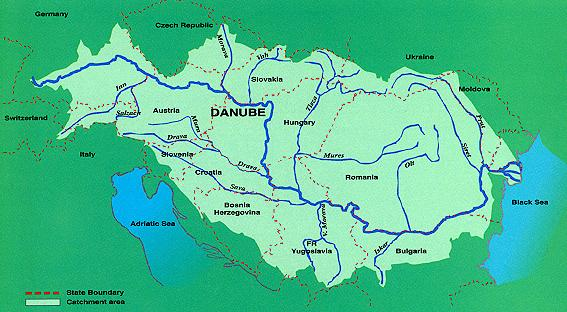 Germany
Czech Republic
Ukraine
Morava
Vah
Slovakia
Moldova
Inn
Switzerland
Salzach
Austria
DANUBE
Tisza
Prut
Mura
Hungary
Italy
Drava
Slovenia
Mures
Siret
Drava
Croatia
Romania
Olt
Sava
Bosnia
Herzegovina
Black Sea
Adriatic Sea
V. Morava
FR
Yugoslavia
Iskar
Bulgaria
State Boundary
Catchment area